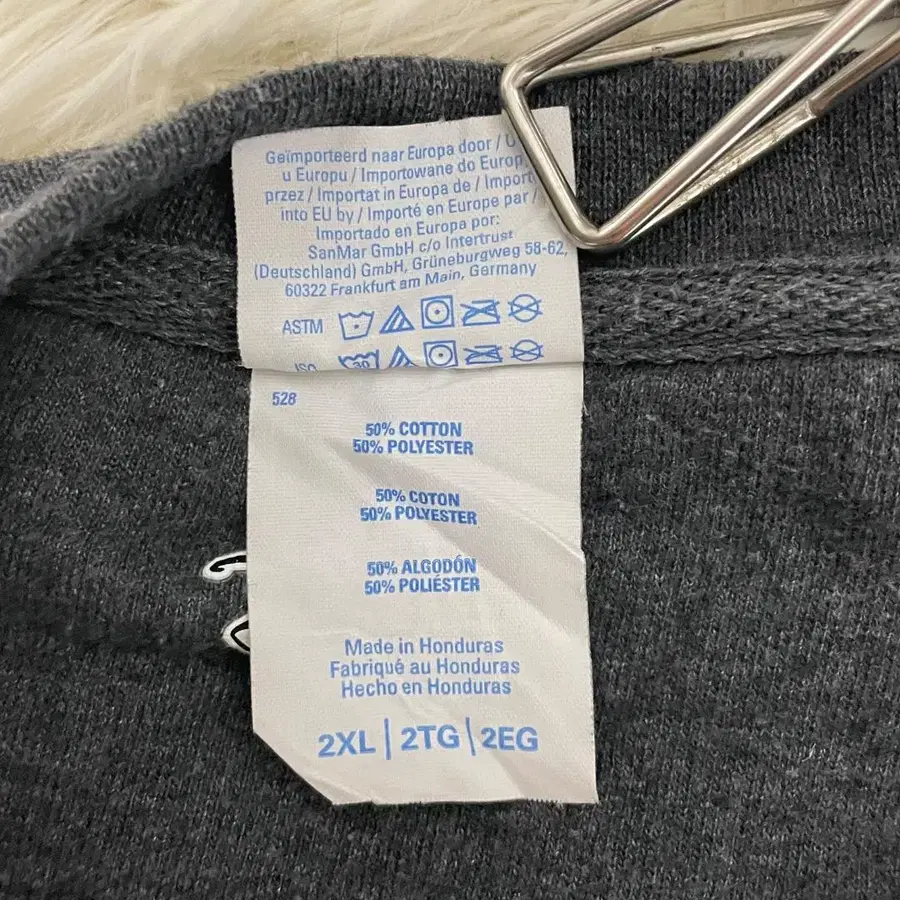 Geïmporteerd naar Europa door /
u Europu / Importowane do
przez / Importat in Europa de /
into EU by / Importé en Europe par /
Importado en Europa por:
SanMar GmbH c/o Intertrust
(Deutschland) GmbH, Grüneburgweg 58-62,
60322 Frankfurt am Main, Germany
ASTM
ISO 30
528
50% COTTON
50% POLYESTER
50% COTON
50% POLYESTER
50% ALGODÓN
50% POLIÉSTER
Made in Honduras
Fabriqué au Honduras
Hecho en Honduras
2XL | 2TG | 2EG